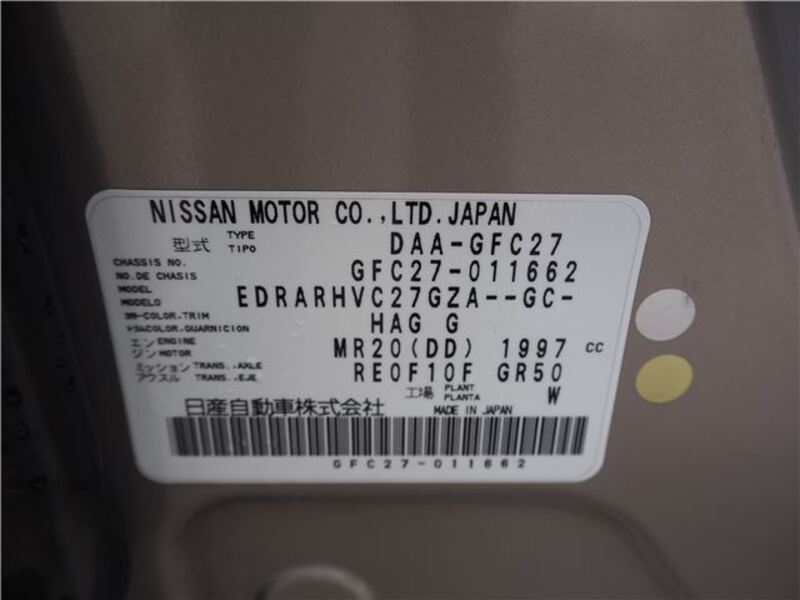 NISSAN MOTOR CO.,LTD.JAPAN
型式 TYPE TIPO DAA-GFC27
CHASSIS NO. NO.DE CHASIS GFC27-011662
MODEL MODELO EDRARHVC27GZA--GC-
COLOR,TRIM COLOR,GUARNICION HAG G
エンジン ENGINE MOTOR MR20(DD) 1997 CC
ミッション アクスル TRANS.,AXLE TRANS.,EJE RE0F10F GR50
工場 PLANT PLANTA W
日産自動車株式会社 MADE IN JAPAN
GFC27-011662